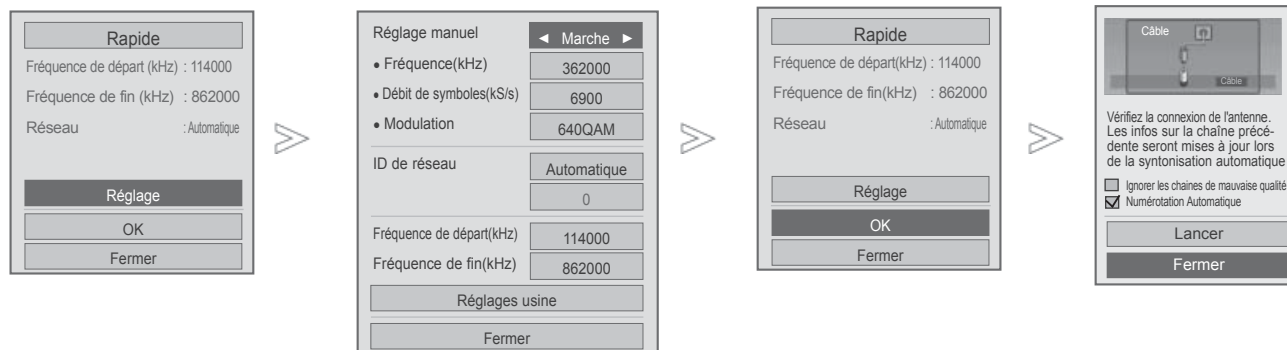 Rapide
Fréquence de départ (kHz) : 114000
Fréquence de fin (kHz) : 862000
Réseau : Automatique
Réglage
OK
Fermer
Réglage manuel ◄ Marche ►
• Fréquence(kHz) 362000
• Débit de symboles(kS/s) 6900
• Modulation 640QAM
ID de réseau Automatique
0
Fréquence de départ(kHz) 114000
Fréquence de fin(kHz) 862000
Réglages usine
Fermer
Rapide
Fréquence de départ(kHz) : 114000
Fréquence de fin(kHz) : 862000
Réseau : Automatique
Réglage
OK
Fermer
Câble
Câble
Vérifiez la connexion de l'antenne.
Les infos sur la chaîne précé-
dente seront mises à jour lors
de la syntonisation automatique
Ignorer les chaines de mauvaise qualité
Numérotation Automatique
Lancer
Fermer